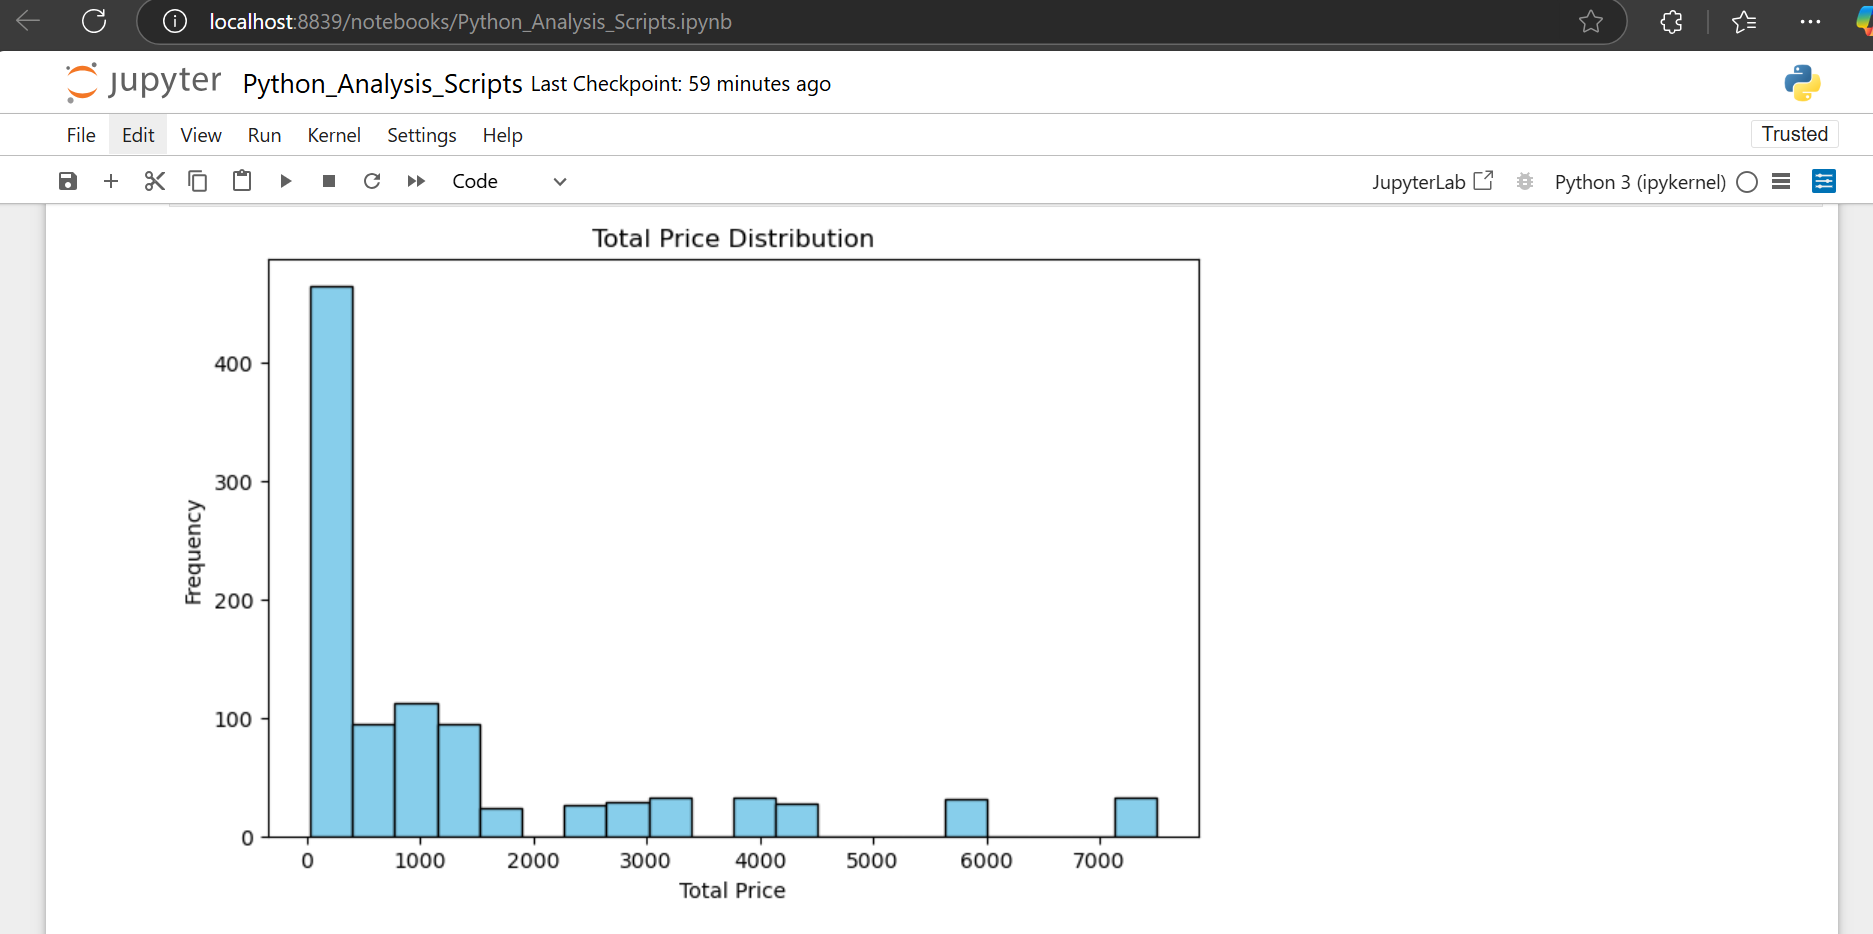 localhost:8839/notebooks/Python_Analysis_Scripts.ipynb
jupyter Python_Analysis_Scripts Last Checkpoint: 59 minutes ago
File Edit View Run Kernel Settings Help Trusted
Code JupyterLab Python 3 (ipykernel)
Total Price Distribution
400
300
200
100
0
Frequency
0 1000 2000 3000 4000 5000 6000 7000
Total Price